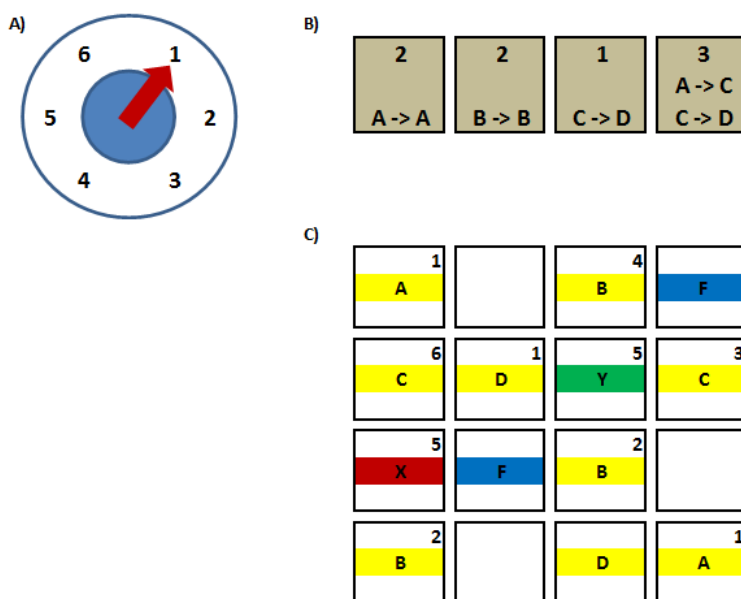 A)
6 1
5 2
4 3
B)
2 2 1 3
A -> C
A -> A B -> B C -> D C -> D
C)
1 4
A B F
6 1 5 3
C D Y C
5 2
X F B
2 1
B D A